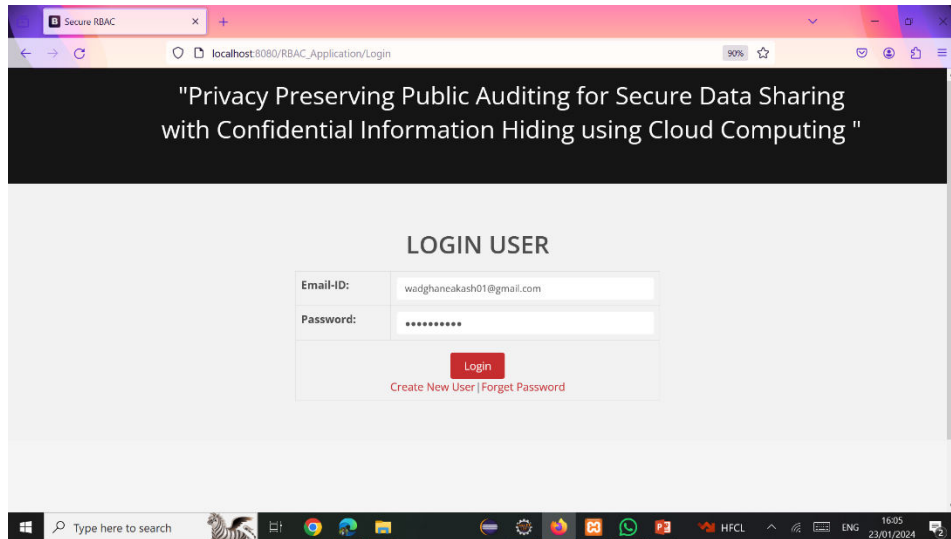 Secure RBAC
localhost:8080/RBAC_Application/Login
90%
"Privacy Preserving Public Auditing for Secure Data Sharing
with Confidential Information Hiding using Cloud Computing "
LOGIN USER
Email-ID:
wadghaneakash01@gmail.com
Password:
••••••••••
Login
Create New User|Forget Password
Type here to search
HFCL
ENG
16:05
23/01/2024